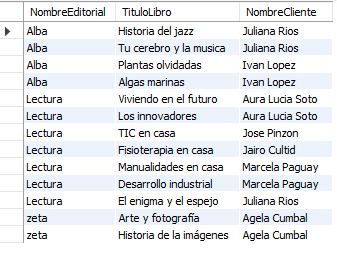 NombreEditorial TituloLibro NombreCliente
Alba Historia del jazz Juliana Rios
Alba Tu cerebro y la musica Juliana Rios
Alba Plantas olvidadas Ivan Lopez
Alba Algas marinas Ivan Lopez
Lectura Viviendo en el futuro Aura Lucia Soto
Lectura Los innovadores Aura Lucia Soto
Lectura TIC en casa Jose Pinzon
Lectura Fisioterapia en casa Jairo Cultid
Lectura Manualidades en casa Marcela Paguay
Lectura Desarrollo industrial Marcela Paguay
Lectura El enigma y el espejo Juliana Rios
zeta Arte y fotografía Agela Cumbal
zeta Historia de la imágenes Agela Cumbal